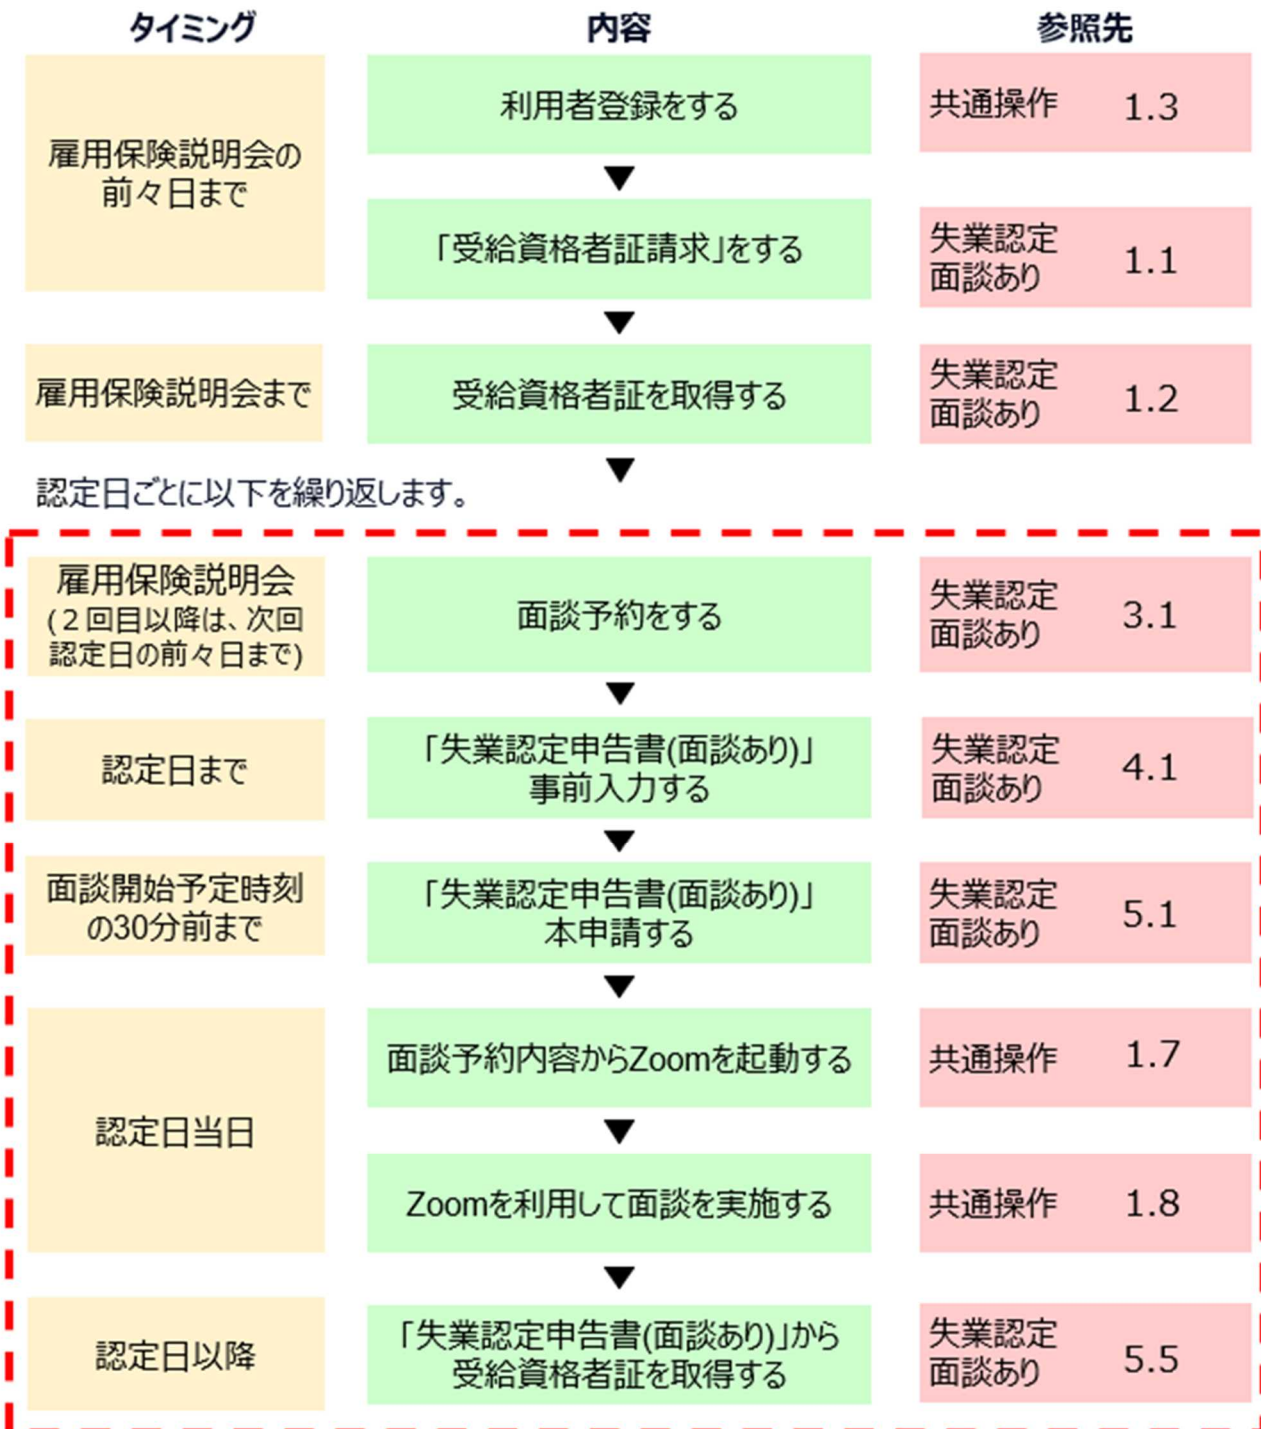 タイミング
内容
参照先
雇用保険説明会の
前々日まで
利用者登録をする
共通操作 1.3
「受給資格者証請求」をする
失業認定
面談あり 1.1
雇用保険説明会まで
受給資格者証を取得する
失業認定
面談あり 1.2
認定日ごとに以下を繰り返します。
雇用保険説明会
(２回目以降は、次回
認定日の前々日まで)
面談予約をする
失業認定
面談あり 3.1
認定日まで
「失業認定申告書(面談あり)」
事前入力する
失業認定
面談あり 4.1
面談開始予定時刻
の30分前まで
「失業認定申告書(面談あり)」
本申請する
失業認定
面談あり 5.1
認定日当日
面談予約内容からZoomを起動する
共通操作 1.7
Zoomを利用して面談を実施する
共通操作 1.8
認定日以降
「失業認定申告書(面談あり)」から
受給資格者証を取得する
失業認定
面談あり 5.5